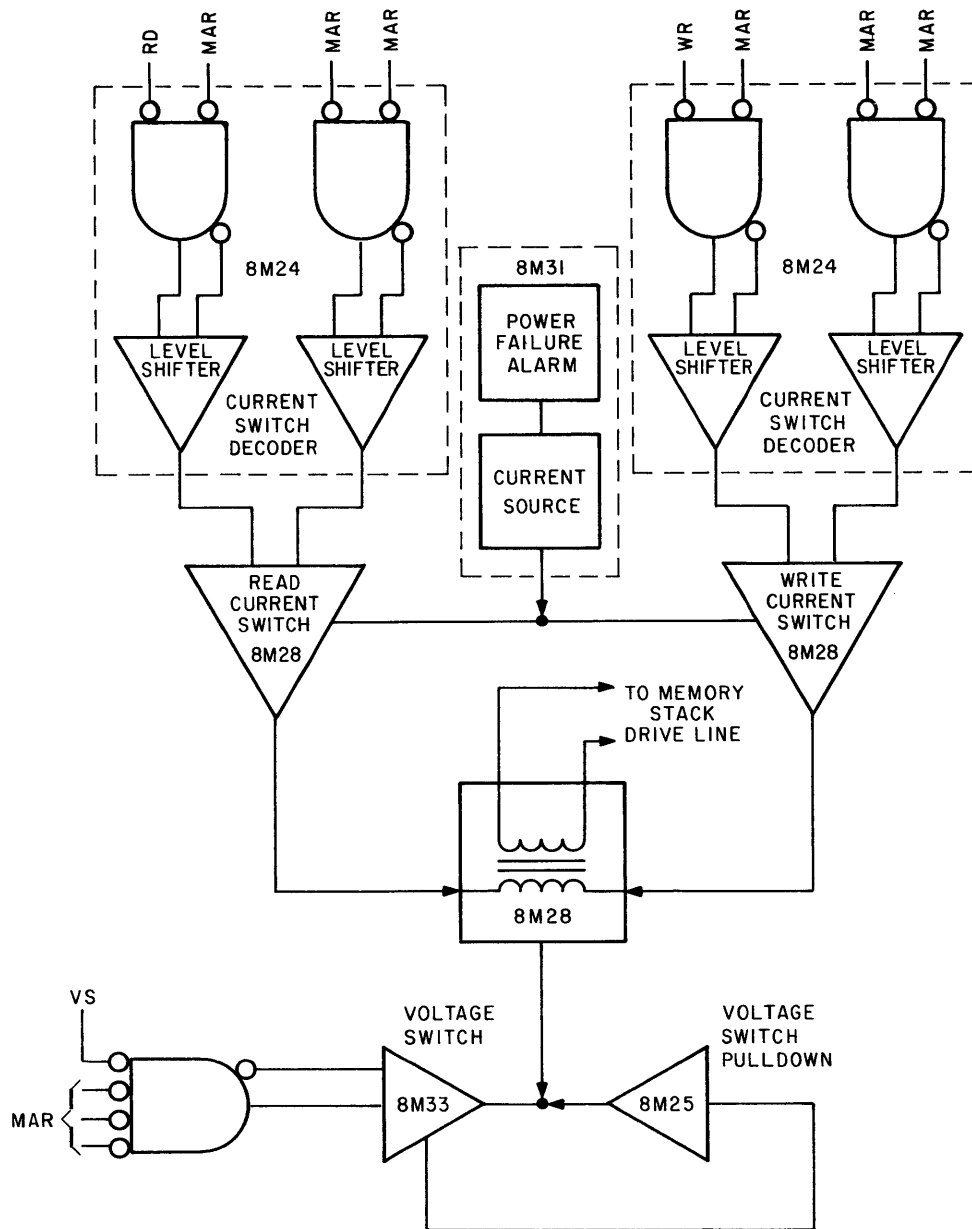 RD
MAR
MAR
MAR
WR
MAR
MAR
MAR
8M24
LEVEL
SHIFTER
LEVEL
SHIFTER
CURRENT
SWITCH
DECODER
8M31
POWER
FAILURE
ALARM
CURRENT
SOURCE
8M24
LEVEL
SHIFTER
LEVEL
SHIFTER
CURRENT
SWITCH
DECODER
READ
CURRENT
SWITCH
8M28
WRITE
CURRENT
SWITCH
8M28
TO MEMORY
STACK
DRIVE LINE
8M28
VS
MAR
VOLTAGE
SWITCH
8M33
VOLTAGE
SWITCH
PULLDOWN
8M25